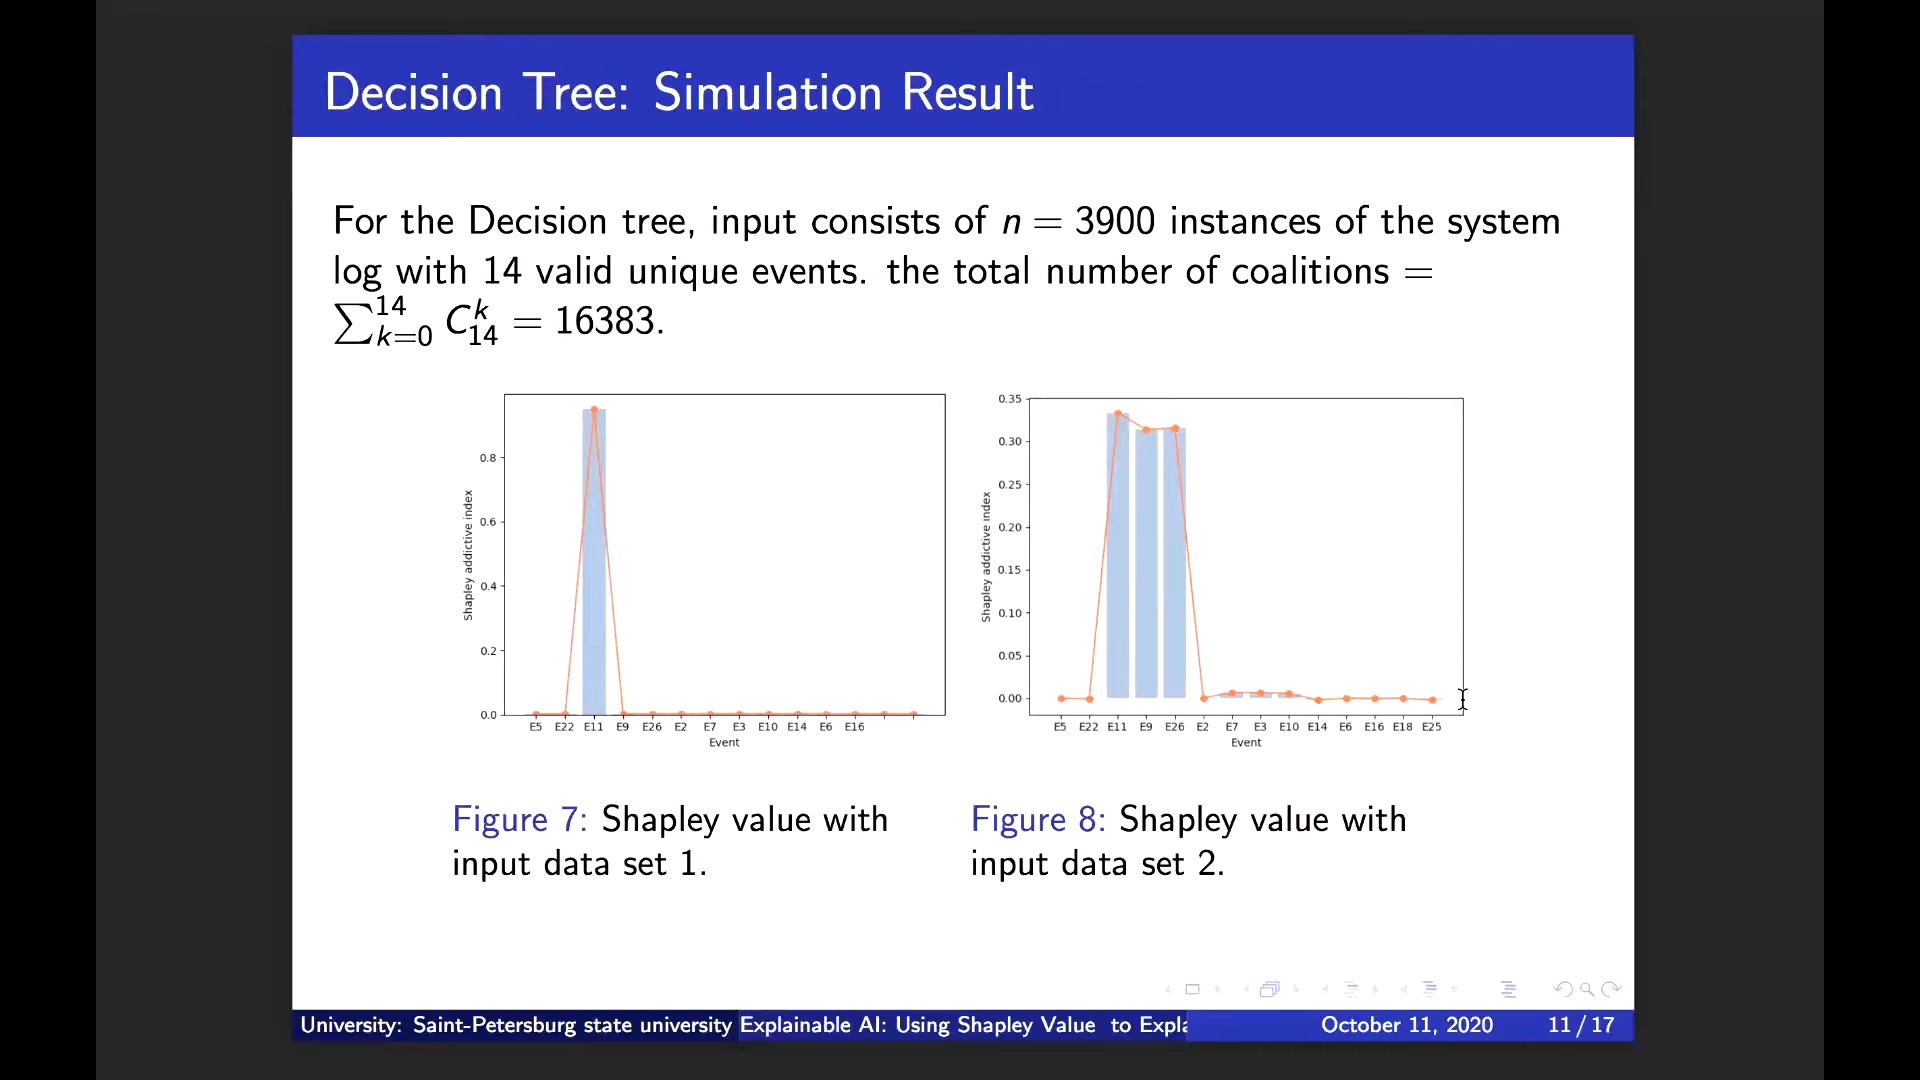 Decision Tree: Simulation Result
For the Decision tree, input consists of n = 3900 instances of the system
log with 14 valid unique events. the total number of coalitions =
∑_{k=0}^{14} C_{14}^{k} = 16383.
0.8
0.6
0.4
0.2
0.0
Shapley addictive index
E5 E22 E11 E9 E26 E2 E7 E3 E10 E14 E6 E16
Event
0.35
0.30
0.25
0.20
0.15
0.10
0.05
0.00
Shapley addictive index
E5 E22 E11 E9 E26 E2 E7 E3 E10 E14 E6 E16 E18 E25
Event
Figure 7: Shapley value with
input data set 1.
Figure 8: Shapley value with
input data set 2.
University: Saint-Petersburg state university Explainable AI: Using Shapley Value to Expla October 11, 2020 11 / 17